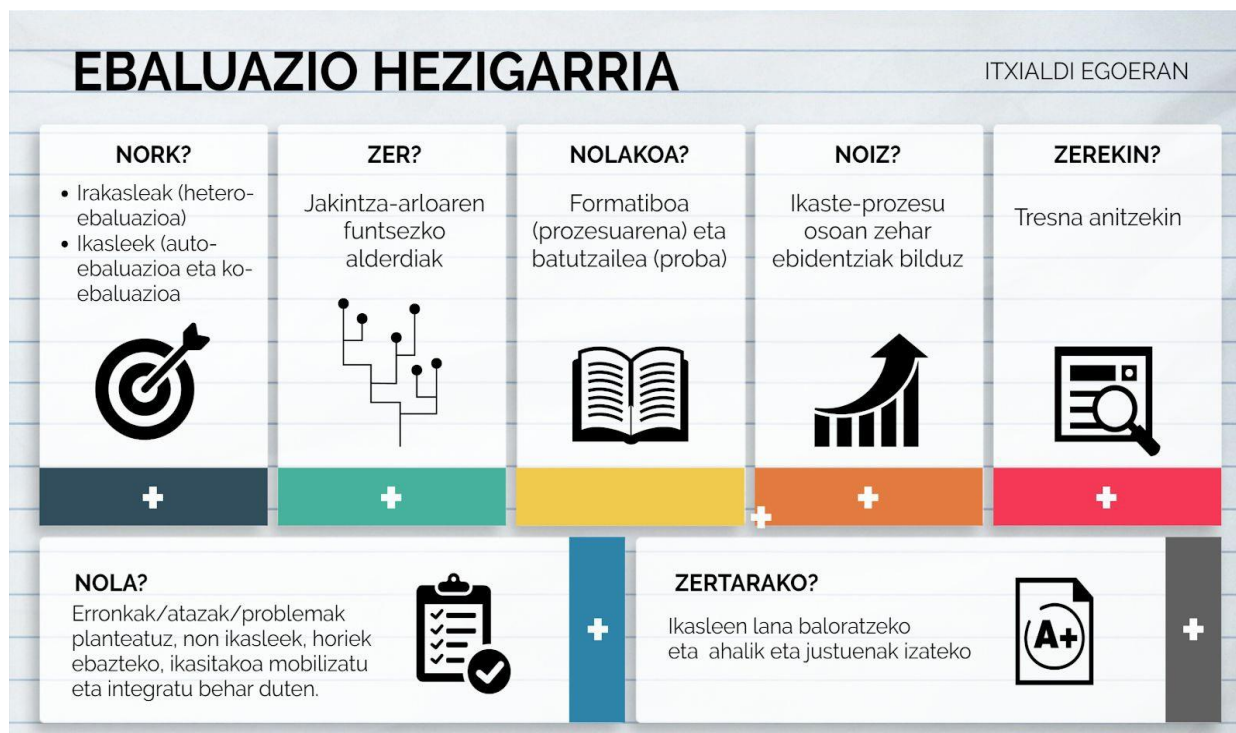 EBALUAZIO HEZIGARRIA
ITXIALDI EGOERAN
NORK?
• Irakasleak (hetero-
ebaluazioa)
• Ikasleek (auto-
ebaluazioa eta ko-
ebaluazioa
ZER?
Jakintza-arloaren
funtsezko
alderdiak
NOLAKOA?
Formatiboa
(prozesuarena) eta
batutzailea (proba)
NOIZ?
Ikaste-prozesu
osoan zehar
ebidentziak bilduz
ZEREKIN?
Tresna anitzekin
NOLA?
Erronkak/atazak/problemak
planteatuz, non ikasleek, horiek
ebazteko, ikasitakoa mobilizatu
eta integratu behar duten.
ZERTARAKO?
Ikasleen lana baloratzeko
eta ahalik eta justuenak izateko
A+